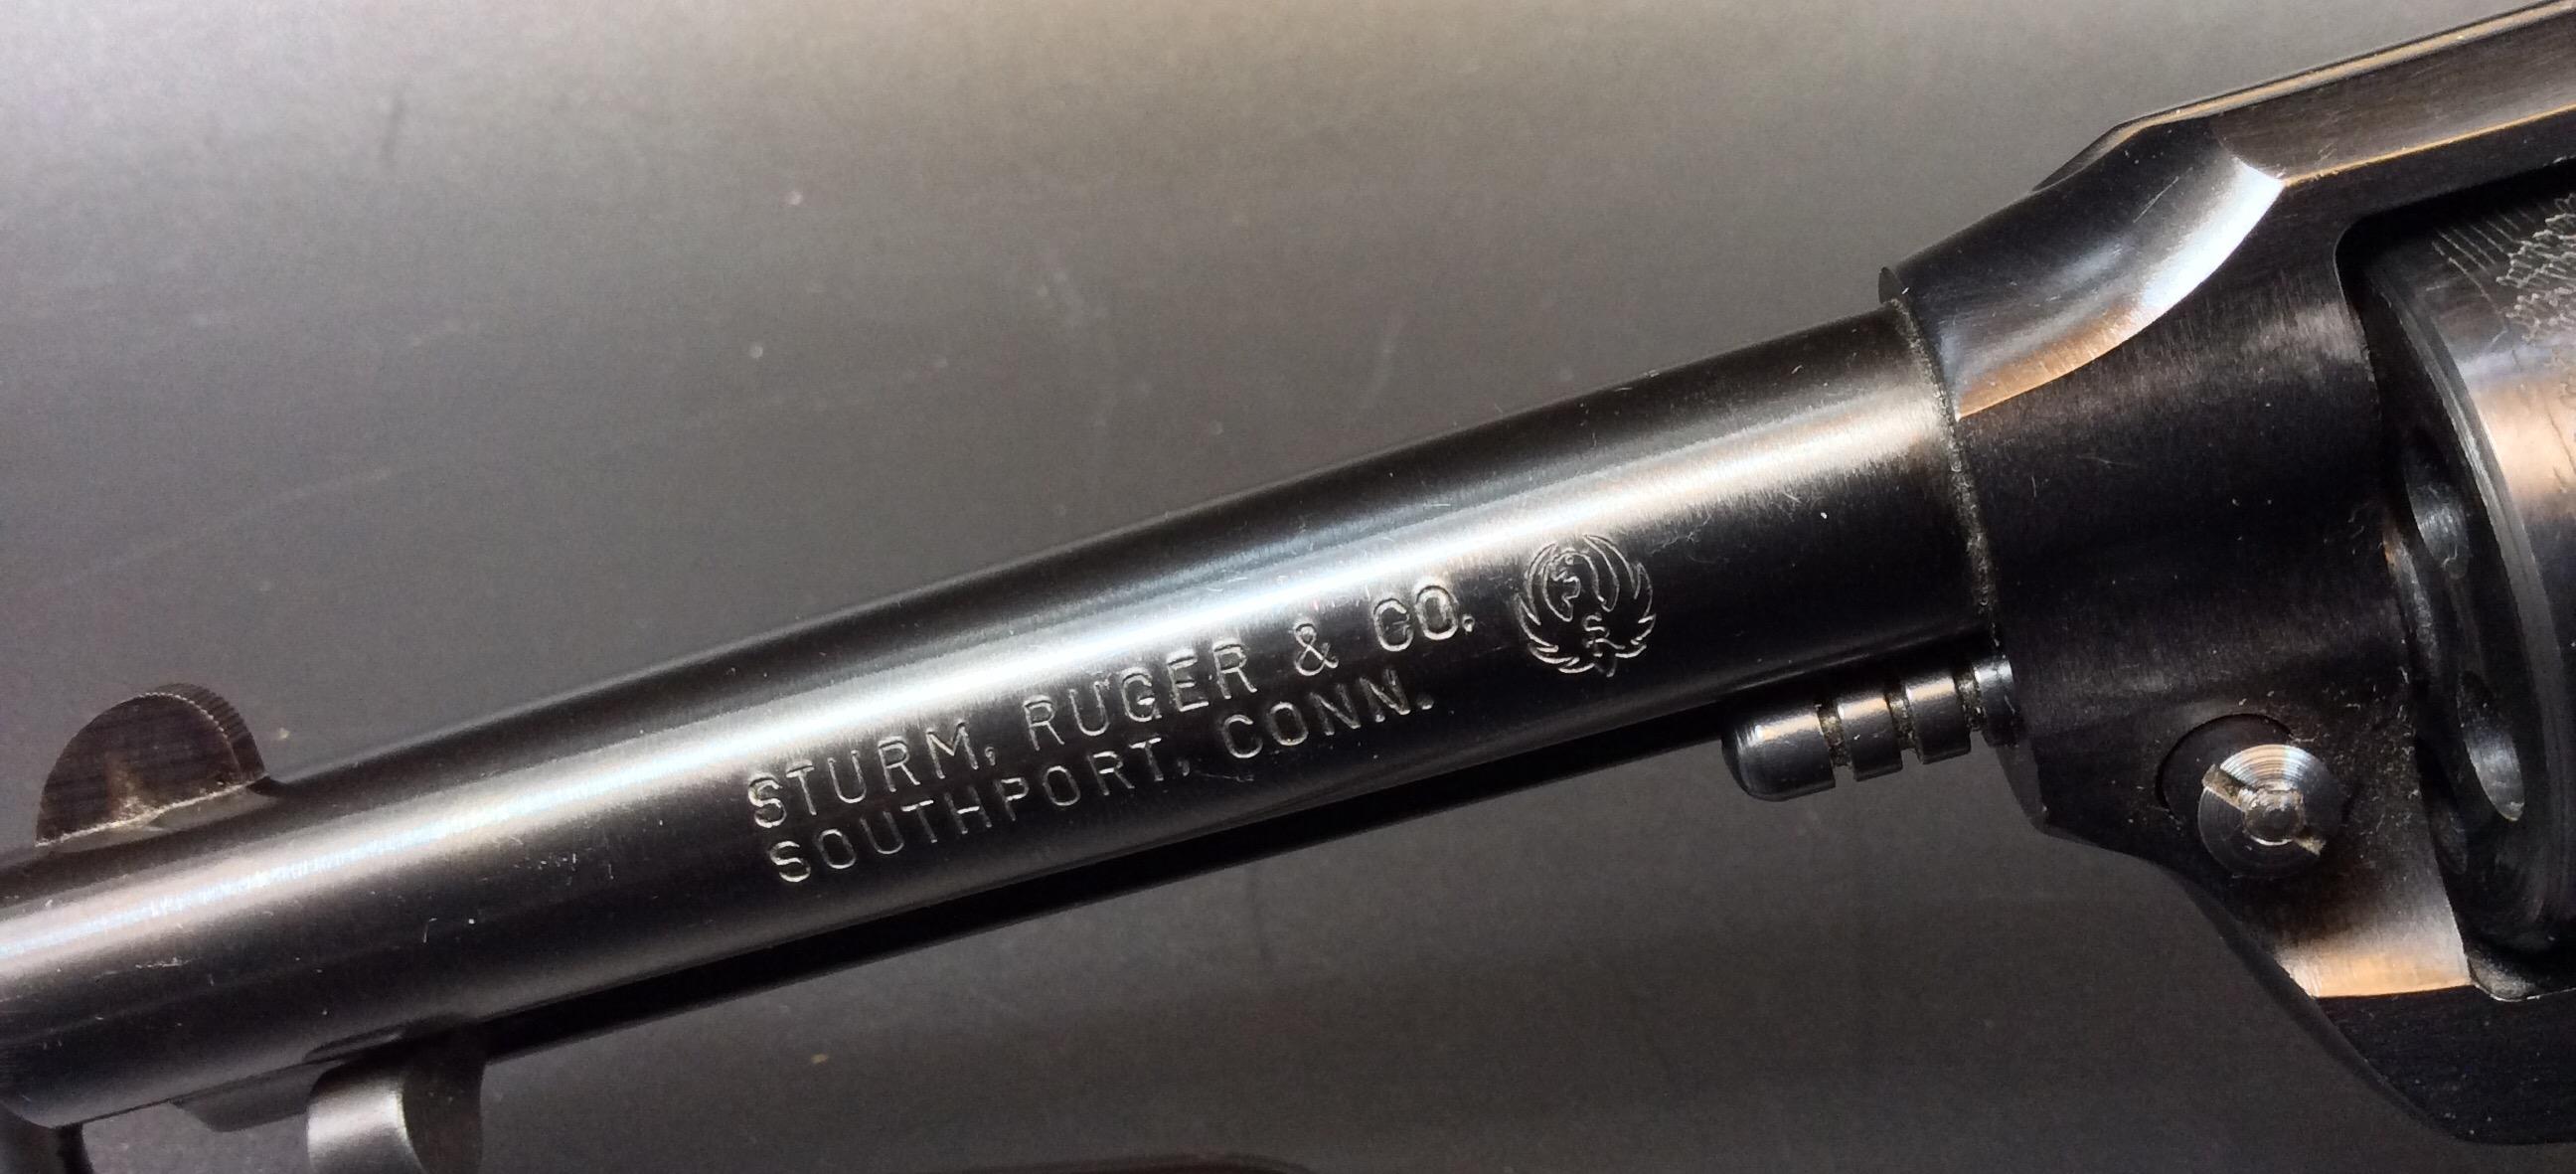 STURM, RUGER & CO.
SOUTHPORT, CONN.